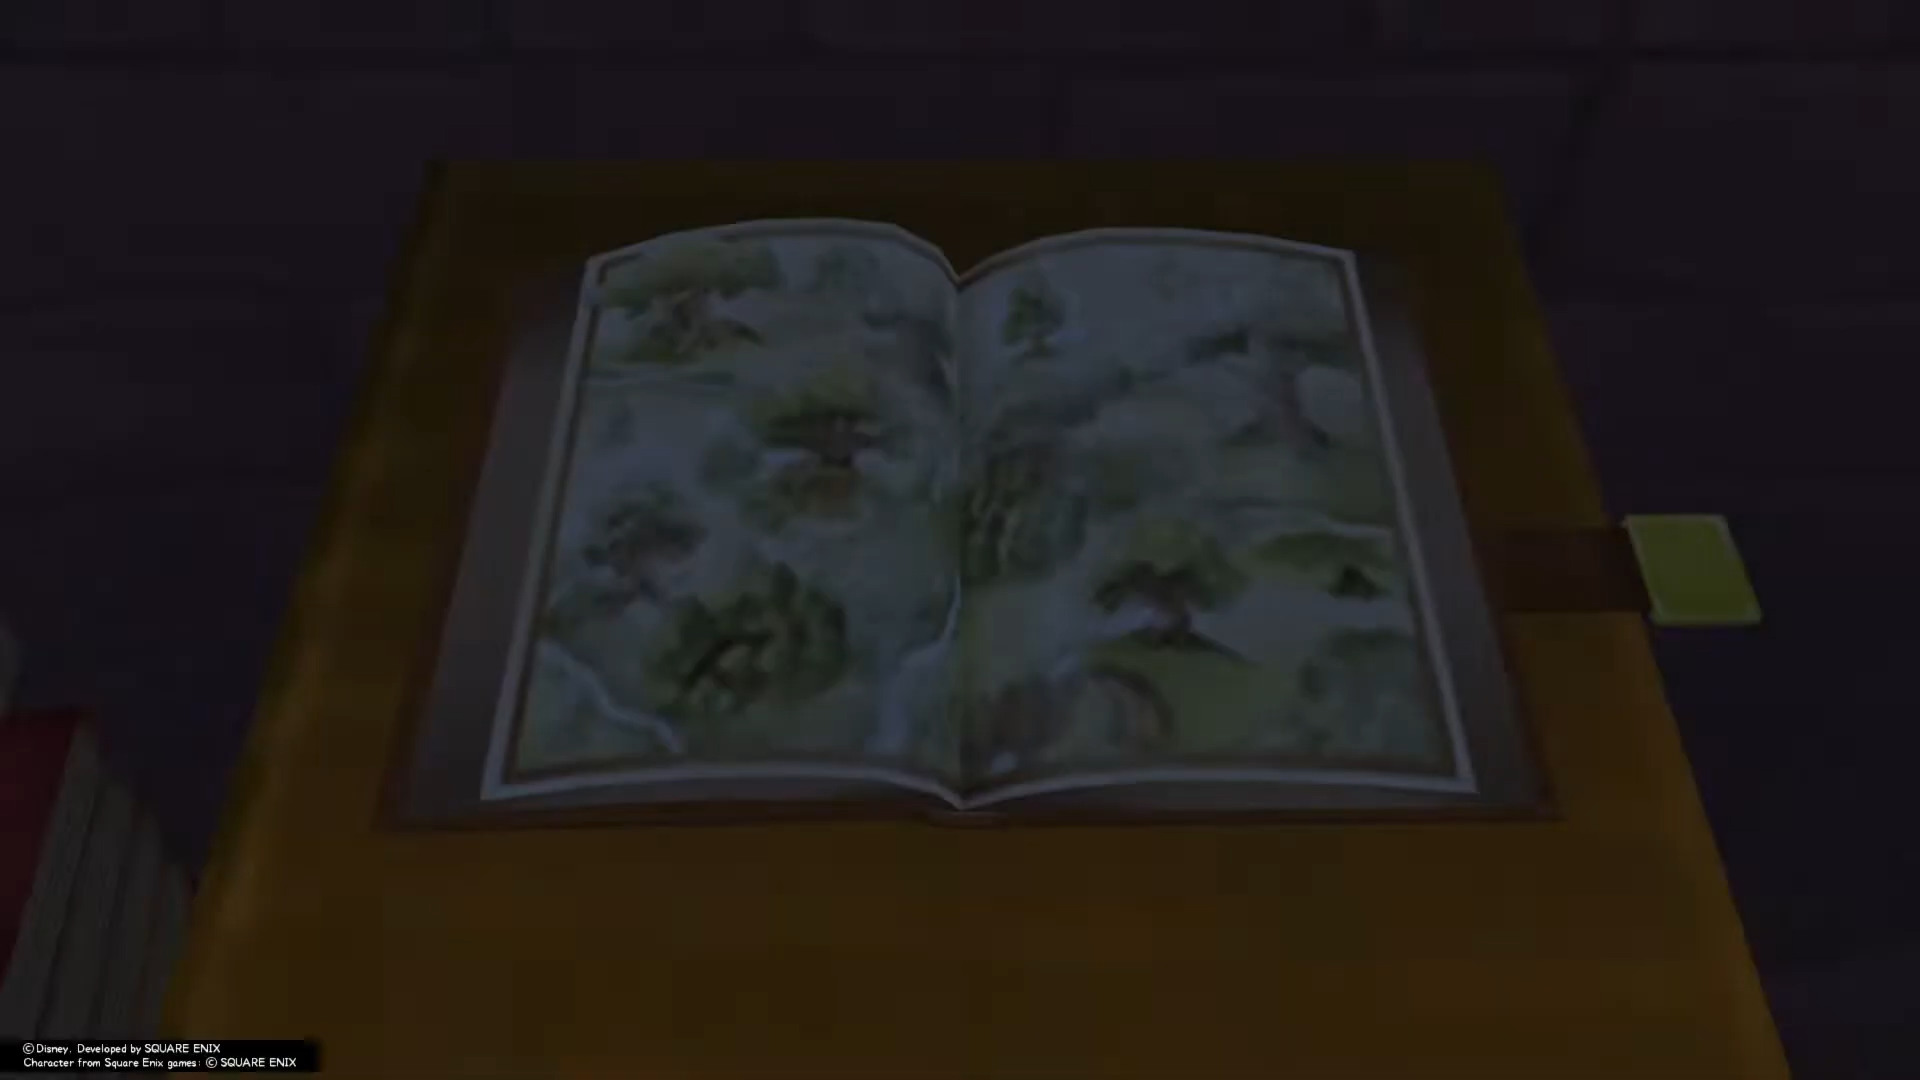 ©Disney. Developed by SQUARE ENIX
Character from Square Enix games: © SQUARE ENIX